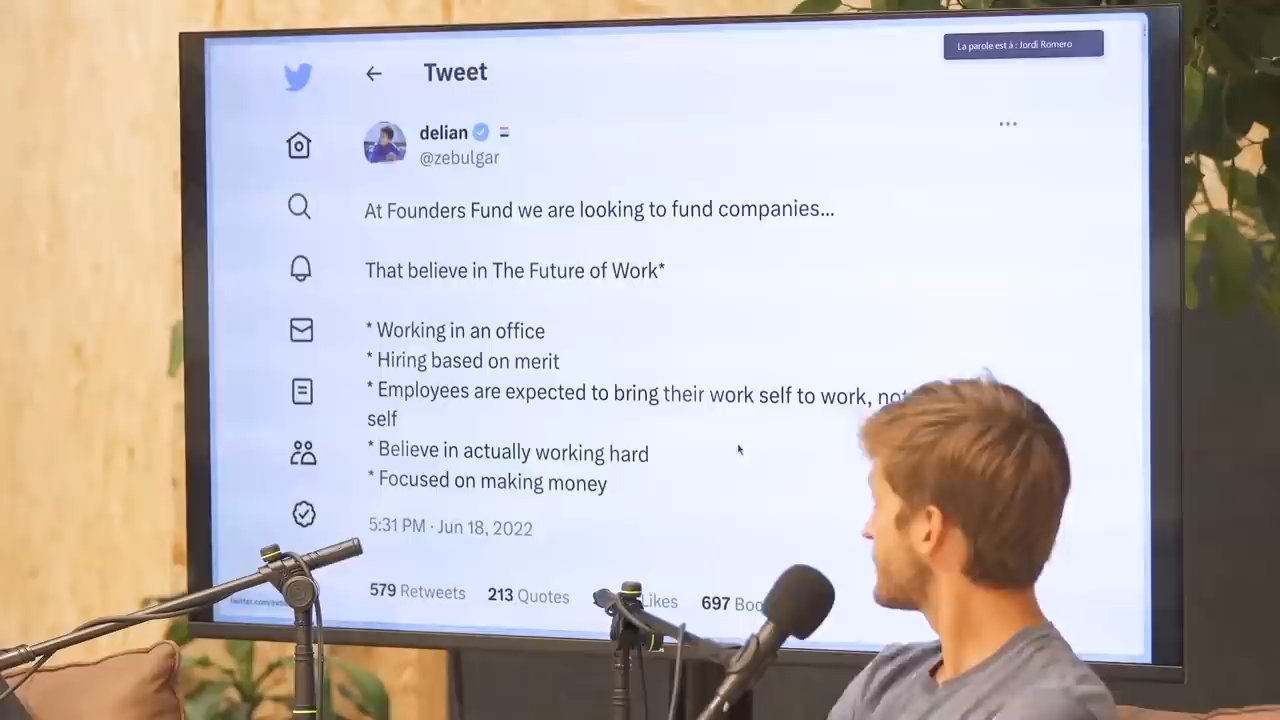 La parole est à : Jordi Romero
Tweet
delian
@zebulgar
At Founders Fund we are looking to fund companies...
That believe in The Future of Work*
* Working in an office
* Hiring based on merit
* Employees are expected to bring their work self to work,
self
* Believe in actually working hard
* Focused on making money
5:31 PM · Jun 18, 2022
579 Retweets 213 Quotes Likes 697